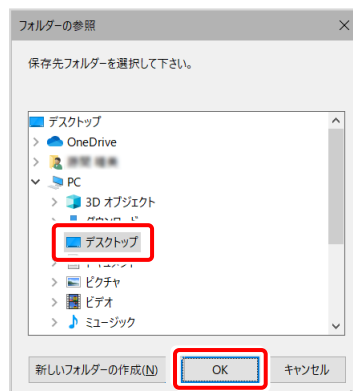 フォルダーの参照
保存先フォルダーを選択して下さい。
デスクトップ
OneDrive
PC
3D オブジェクト
デスクトップ
ピクチャ
ビデオ
ミュージック
新しいフォルダーの作成(N)
OK
キャンセル